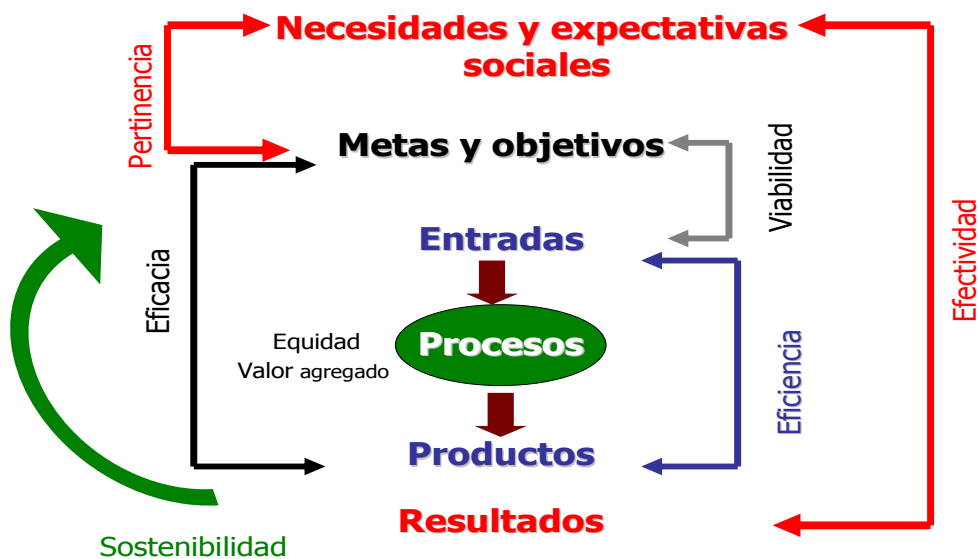 Necesidades y expectativas
sociales
Pertinencia
Metas y objetivos
Viabilidad
Entradas
Eficacia
Equidad
Valor agregado
Procesos
Eficiencia
Efectividad
Productos
Resultados
Sostenibilidad